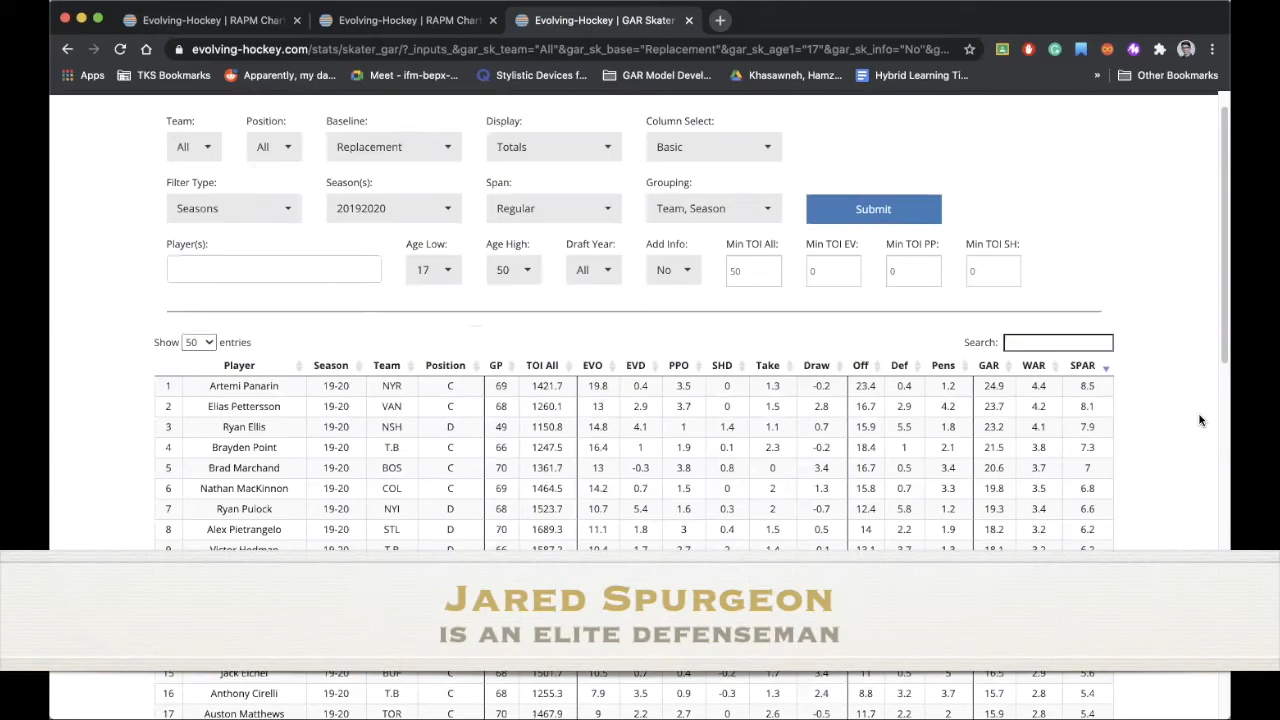 Evolving-Hockey | RAPM Chart × Evolving-Hockey | RAPM Chart × Evolving-Hockey | GAR Skater ×
evolving-hockey.com/stats/skater_gar/?_inputs_&gar_sk_team="All"&gar_sk_base="Replacement"&gar_sk_age1="17"&gar_sk_info="No"&g...
Apps TKS Bookmarks Apparently, my da... Meet - ifm-bepx-... Stylistic Devices f... GAR Model Devel... Khasawneh, Hamz... Hybrid Learning Ti... » Other Bookmarks
Team: Position: Baseline: Display: Column Select:
All All Replacement Totals Basic
Filter Type: Season(s): Span: Grouping:
Seasons 20192020 Regular Team, Season Submit
Player(s): Age Low: Age High: Draft Year: Add Info: Min TOI All: Min TOI EV: Min TOI PP: Min TOI SH:
17 50 All No 50 0 0 0
Show 50 entries Search:
Player Season Team Position GP TOI All EVO EVD PPO SHD Take Draw Off Def Pens GAR WAR SPAR
1 Artemi Panarin 19-20 NYR C 69 1421.7 19.8 0.4 3.5 0 1.3 -0.2 23.4 0.4 1.2 24.9 4.4 8.5
2 Elias Pettersson 19-20 VAN C 68 1260.1 13 2.9 3.7 0 1.5 2.8 16.7 2.9 4.2 23.7 4.2 8.1
3 Ryan Ellis 19-20 NSH D 49 1150.8 14.8 4.1 1 1.4 1.1 0.7 15.9 5.5 1.8 23.2 4.1 7.9
4 Brayden Point 19-20 T.B C 66 1247.5 16.4 1 1.9 0.1 2.3 -0.2 18.4 1 2.1 21.5 3.8 7.3
5 Brad Marchand 19-20 BOS C 70 1361.7 13 -0.3 3.8 0.8 0 3.4 16.7 0.5 3.4 20.6 3.7 7
6 Nathan MacKinnon 19-20 COL C 69 1464.5 14.2 0.7 1.5 0 2 1.3 15.8 0.7 3.3 19.8 3.5 6.8
7 Ryan Pulock 19-20 NYI D 68 1523.7 10.7 5.4 1.6 0.3 2 -0.7 12.4 5.8 1.2 19.3 3.4 6.6
8 Alex Pietrangelo 19-20 STL D 70 1689.3 11.1 1.8 3 0.4 1.5 0.5 14 2.2 1.9 18.2 3.2 6.2
9 Victor Hedman 19-20 T.B D 66
Jared Spurgeon
is an elite defenseman
15 Jack Eichel 19-20 BUF C 68
16 Anthony Cirelli 19-20 T.B C 68 1255.3 7.9 3.5 0.9 -0.3 1.3 2.4 8.8 3.2 3.7 15.7 2.8 5.4
17 Auston Matthews 19-20 TOR C 70 1467.9 9 2.2 2.7 0 2.6 -0.5 11.7 2.2 2 15.9 2.8 5.4